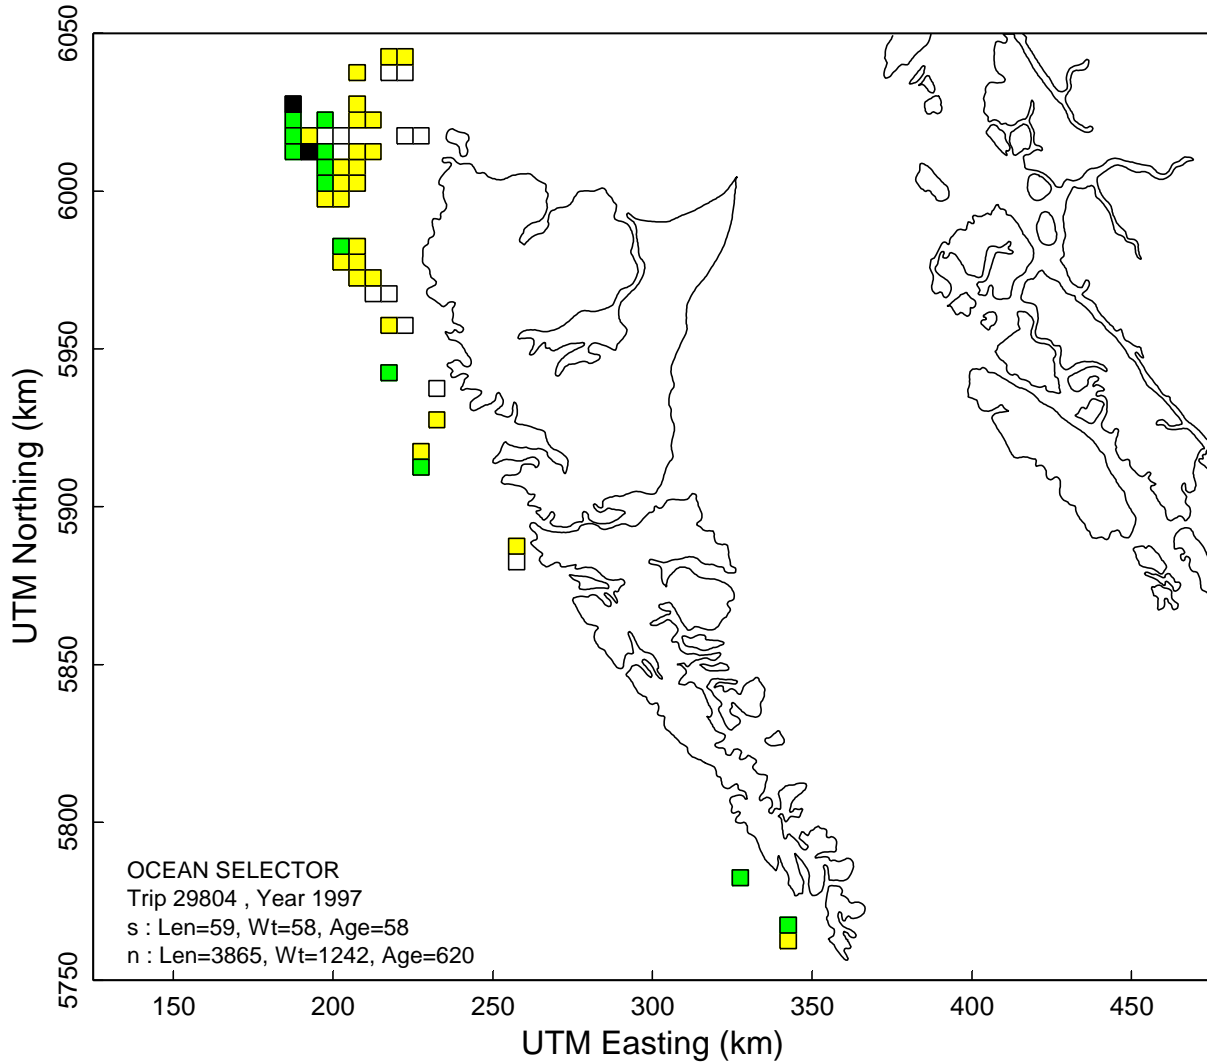 6050
6000
5950
5900
5850
5800
5750
UTM Northing (km)
OCEAN SELECTOR
Trip 29804 , Year 1997
s : Len=59, Wt=58, Age=58
n : Len=3865, Wt=1242, Age=620
150 200 250 300 350 400 450
UTM Easting (km)